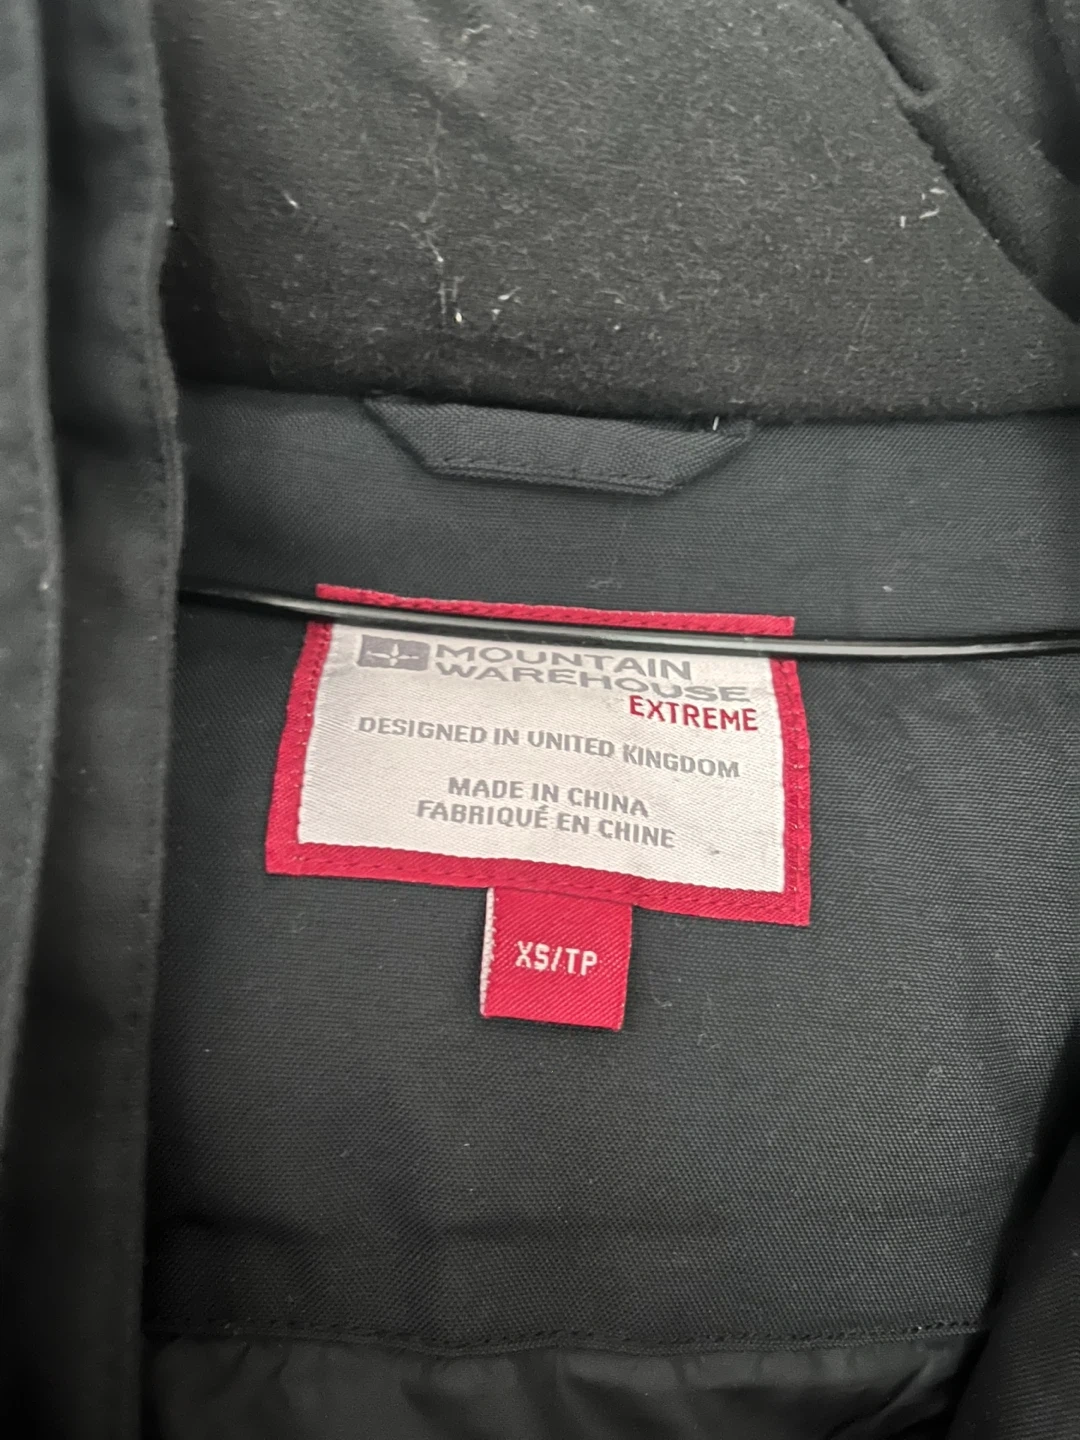 MOUNTAIN
WAREHOUSE
EXTREME
DESIGNED IN UNITED KINGDOM
MADE IN CHINA
FABRIQUÉ EN CHINE
XS/TP